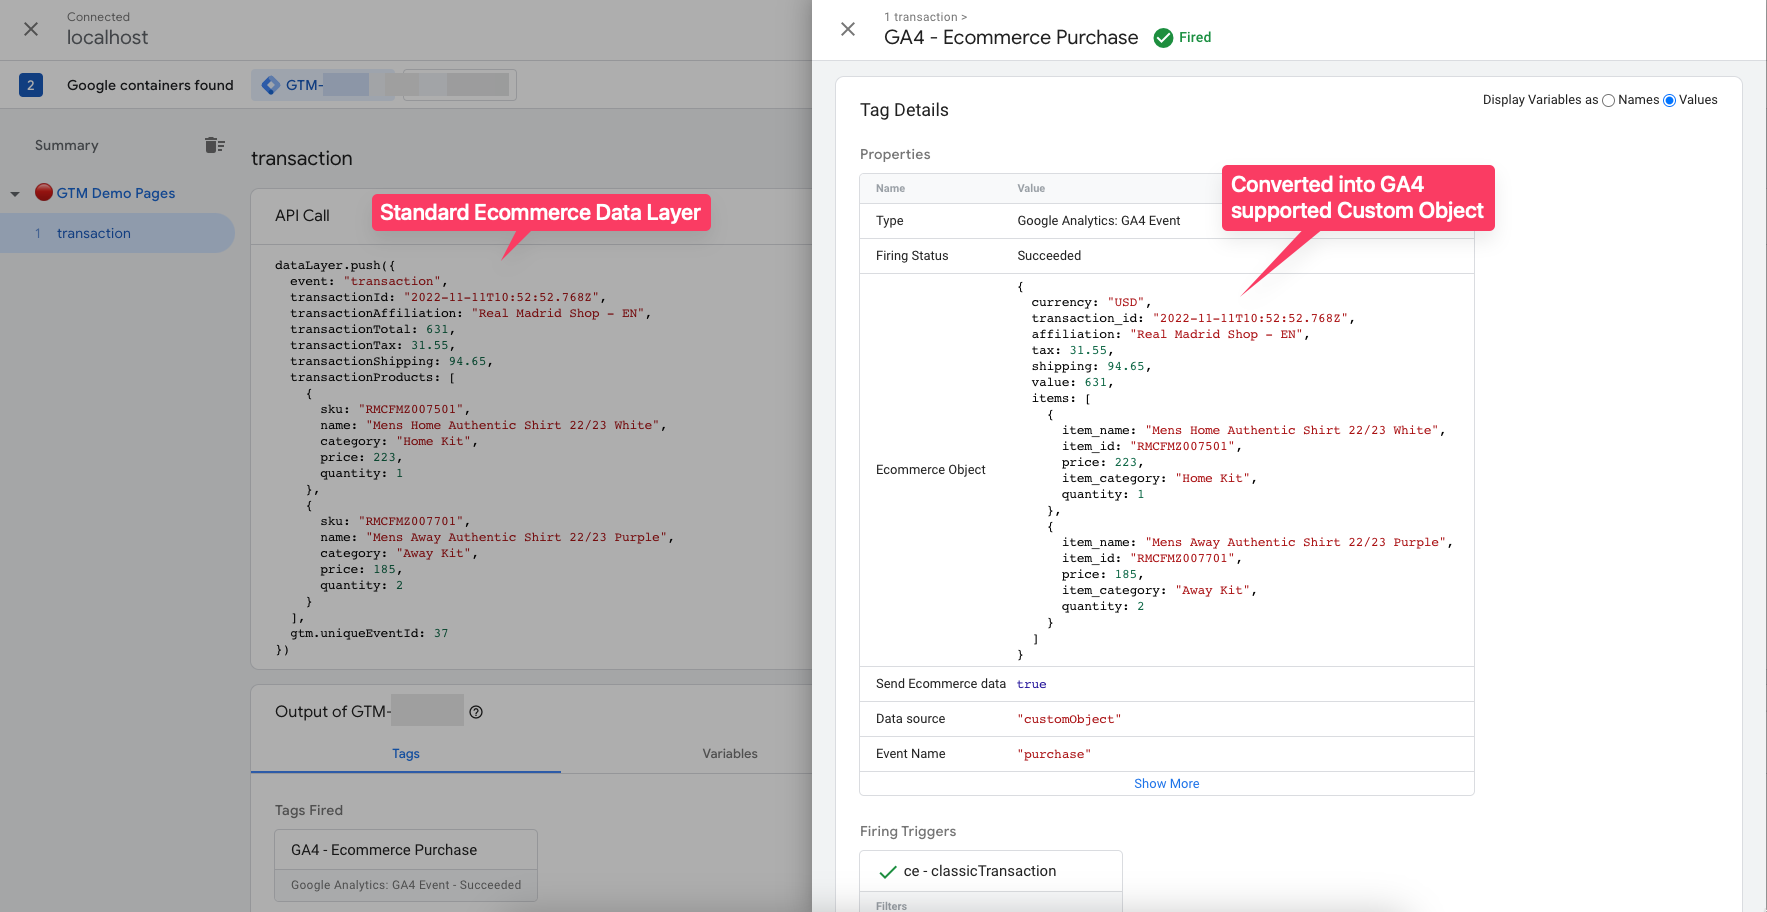 Connected
localhost
2 Google containers found GTM-
Summary
GTM Demo Pages
1 transaction
transaction
API Call
Standard Ecommerce Data Layer
dataLayer.push({
event: "transaction",
transactionId: "2022-11-11T10:52:52.768Z",
transactionAffiliation: "Real Madrid Shop - EN",
transactionTotal: 631,
transactionTax: 31.55,
transactionShipping: 94.65,
transactionProducts: [
{
sku: "RMCFMZ007501",
name: "Mens Home Authentic Shirt 22/23 White",
category: "Home Kit",
price: 223,
quantity: 1
},
{
sku: "RMCFMZ007701",
name: "Mens Away Authentic Shirt 22/23 Purple",
category: "Away Kit",
price: 185,
quantity: 2
}
],
gtm.uniqueEventId: 37
})
Output of GTM-
Tags Variables
Tags Fired
GA4 - Ecommerce Purchase
Google Analytics: GA4 Event - Succeeded
1 transaction >
GA4 - Ecommerce Purchase Fired
Tag Details
Display Variables as Names Values
Properties
Converted into GA4
supported Custom Object
Name Value
Type Google Analytics: GA4 Event
Firing Status Succeeded
Ecommerce Object
{
currency: "USD",
transaction_id: "2022-11-11T10:52:52.768Z",
affiliation: "Real Madrid Shop - EN",
tax: 31.55,
shipping: 94.65,
value: 631,
items: [
{
item_name: "Mens Home Authentic Shirt 22/23 White",
item_id: "RMCFMZ007501",
price: 223,
item_category: "Home Kit",
quantity: 1
},
{
item_name: "Mens Away Authentic Shirt 22/23 Purple",
item_id: "RMCFMZ007701",
price: 185,
item_category: "Away Kit",
quantity: 2
}
]
}
Send Ecommerce data true
Data source "customObject"
Event Name "purchase"
Show More
Firing Triggers
ce - classicTransaction
Filters